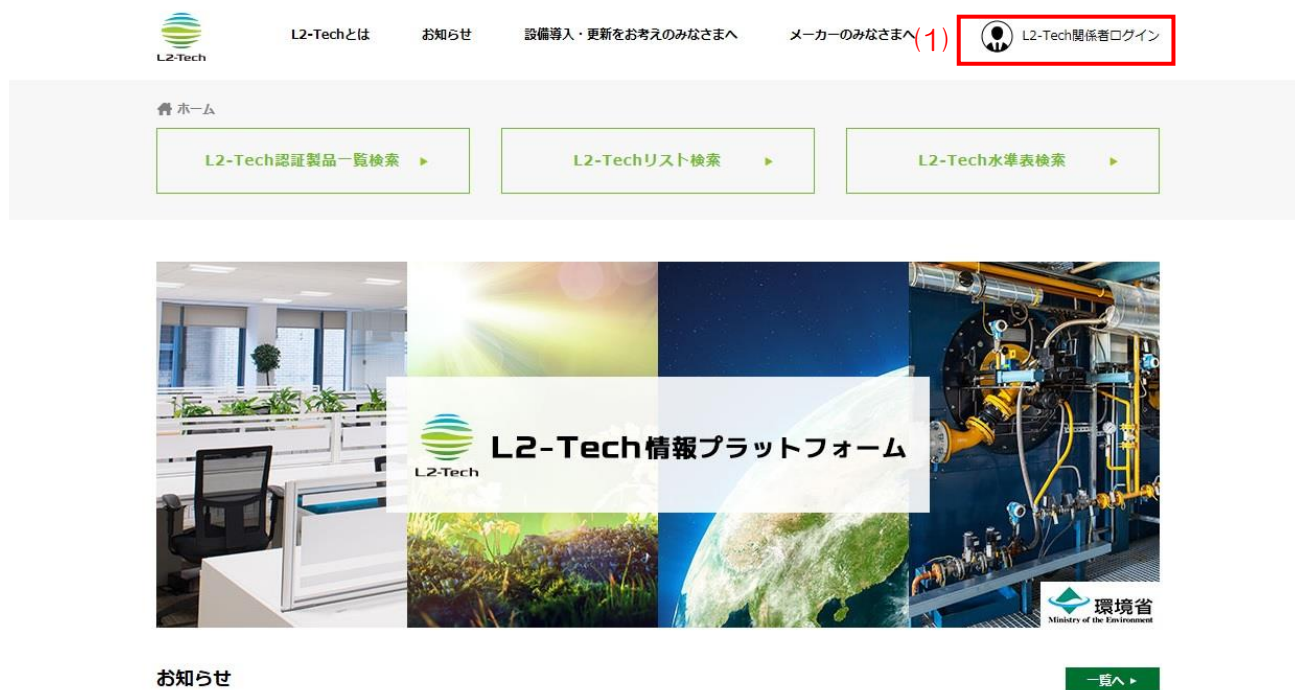 L2-Tech
L2-Techとは
お知らせ
設備導入・更新をお考えのみなさまへ
メーカーのみなさまへ
(1)
L2-Tech関係者ログイン
ホーム
L2-Tech認証製品一覧検索
L2-Techリスト検索
L2-Tech水準表検索
L2-Tech
L2-Tech情報プラットフォーム
環境省
Ministry of the Environment
お知らせ
一覧へ